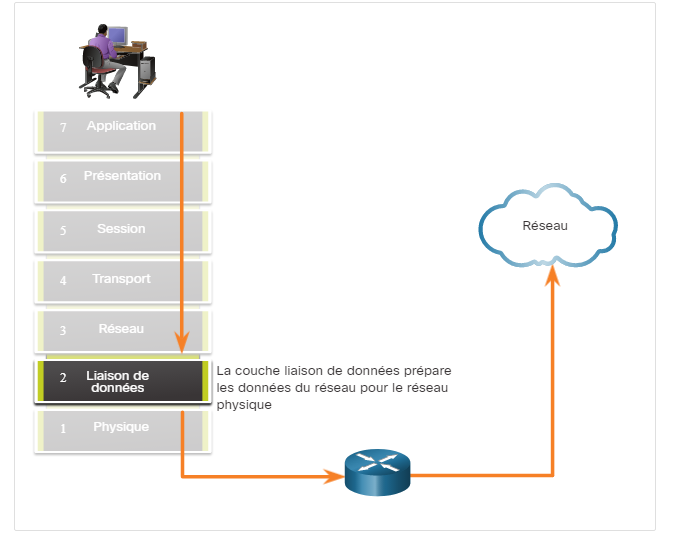 7 Application
6 Présentation
5 Session
4 Transport
3 Réseau
2 Liaison de
données
1 Physique
La couche liaison de données prépare
les données du réseau pour le réseau
physique
Réseau